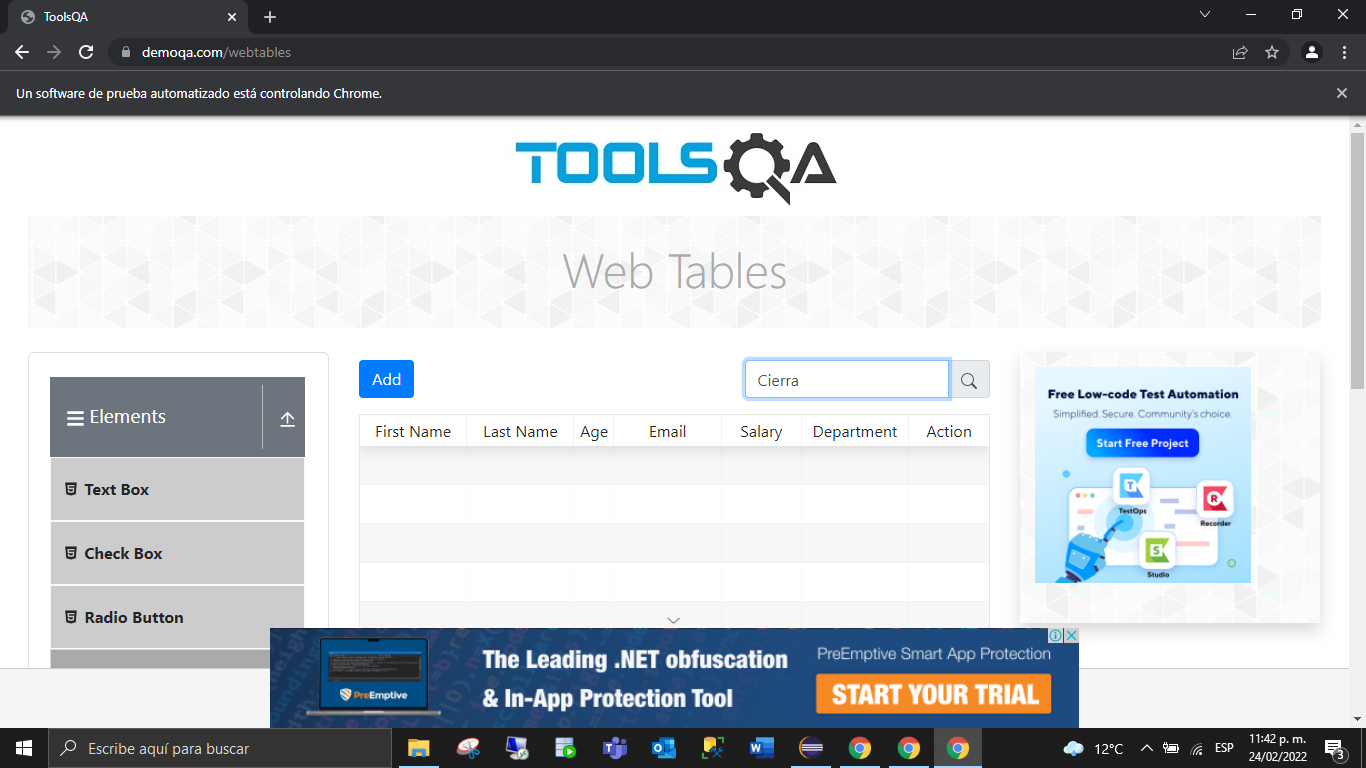 ToolsQA
demoqa.com/webtables
Un software de prueba automatizado está controlando Chrome.
TOOLSQA
Web Tables
Elements
Text Box
Check Box
Radio Button
Add
Cierra
First Name Last Name Age Email Salary Department Action
Free Low-code Test Automation
Simplified. Secure. Community's choice.
Start Free Project
TestOps
Recorder
Studio
PreEmptive
The Leading .NET obfuscation
& In-App Protection Tool
PreEmptive Smart App Protection
START YOUR TRIAL
Escribe aquí para buscar
12°C
ESP
11:42 p. m.
24/02/2022
3